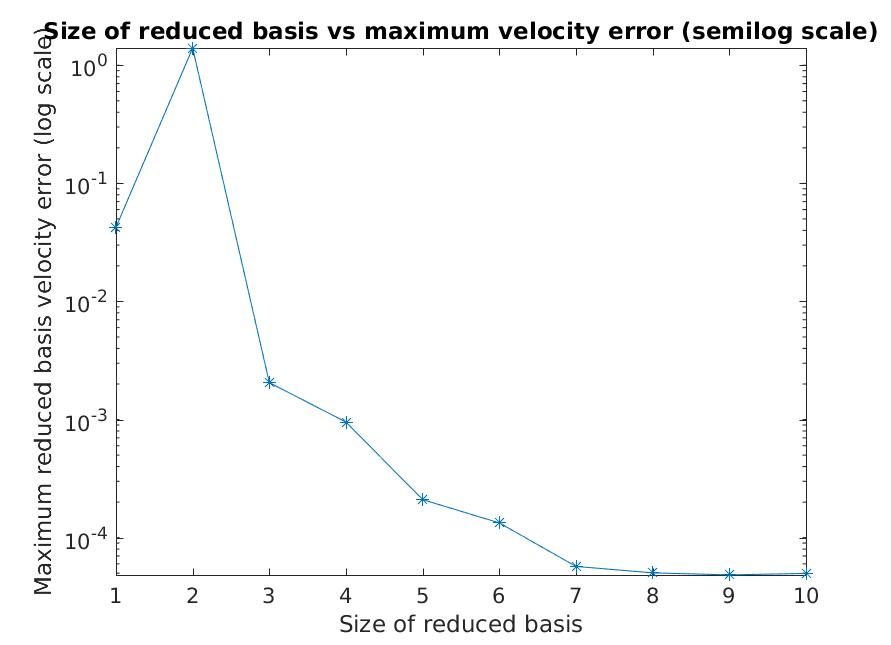 Size of reduced basis vs maximum velocity error (semilog scale)
Maximum reduced basis velocity error (log scale)
10^0
10^-1
10^-2
10^-3
10^-4
1 2 3 4 5 6 7 8 9 10
Size of reduced basis